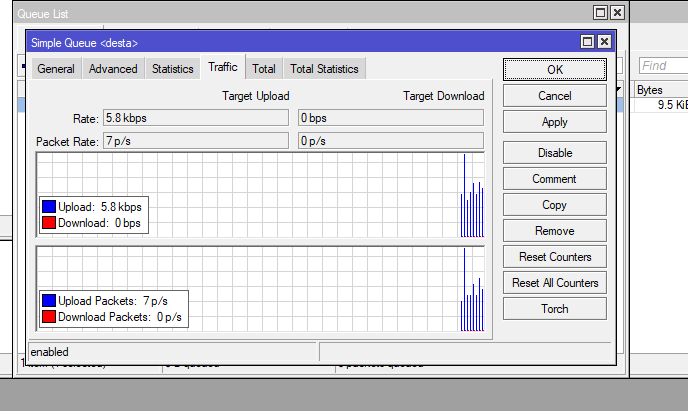 Queue List
Simple Queue <desta>
General Advanced Statistics Traffic Total Total Statistics
OK
Find
Target Upload Target Download
Cancel
Bytes
Rate: 5.8 kbps 0 bps
9.5 KiB
Packet Rate: 7 p/s 0 p/s
Apply
Disable
Comment
Upload: 5.8 kbps
Download: 0 bps
Copy
Remove
Reset Counters
Reset All Counters
Upload Packets: 7 p/s
Download Packets: 0 p/s
Torch
enabled